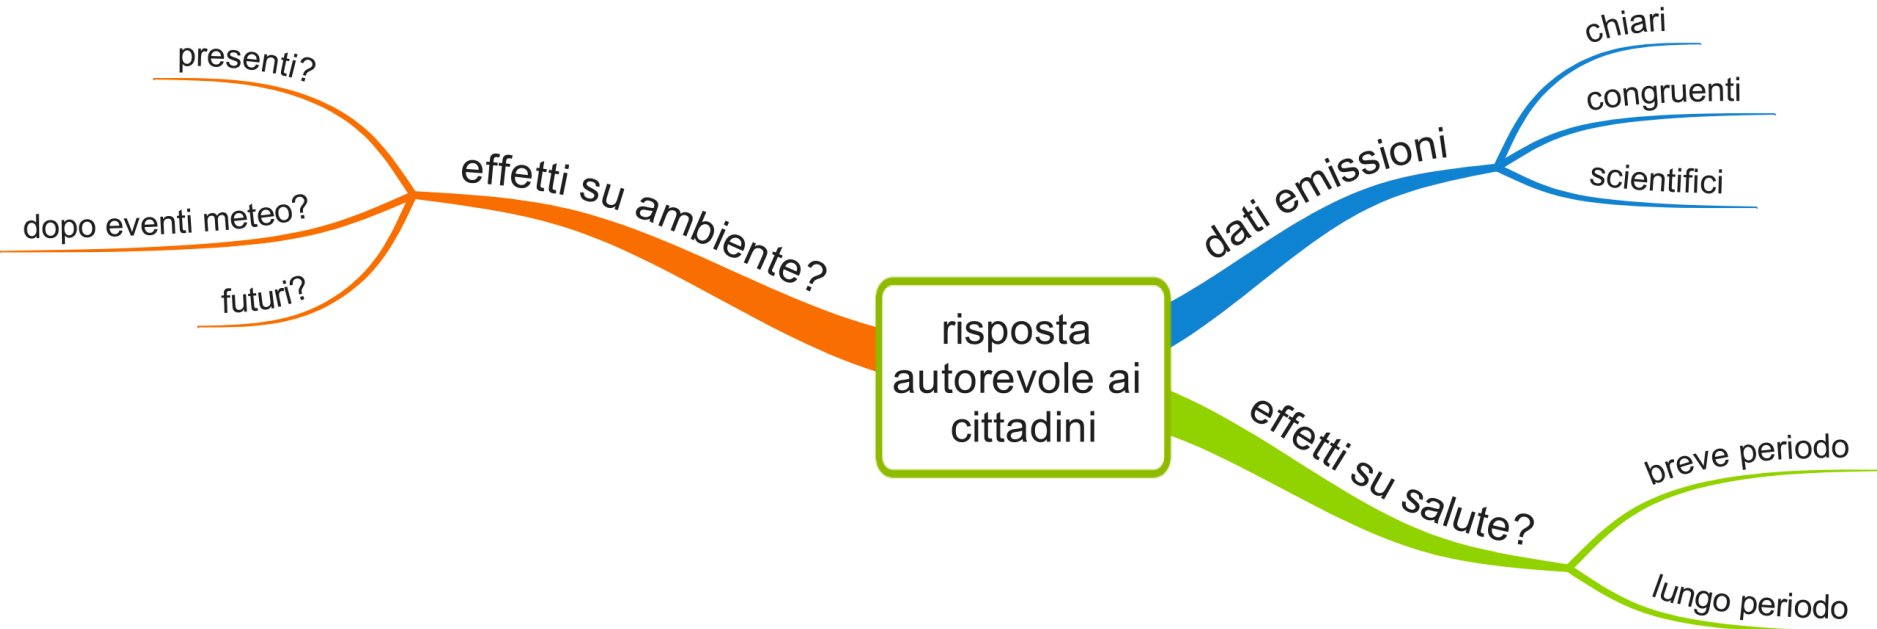 presenti?
dopo eventi meteo?
futuri?
effetti su ambiente?
risposta
autorevole ai
cittadini
dati emissioni
chiari
congruenti
scientifici
effetti su salute?
breve periodo
lungo periodo